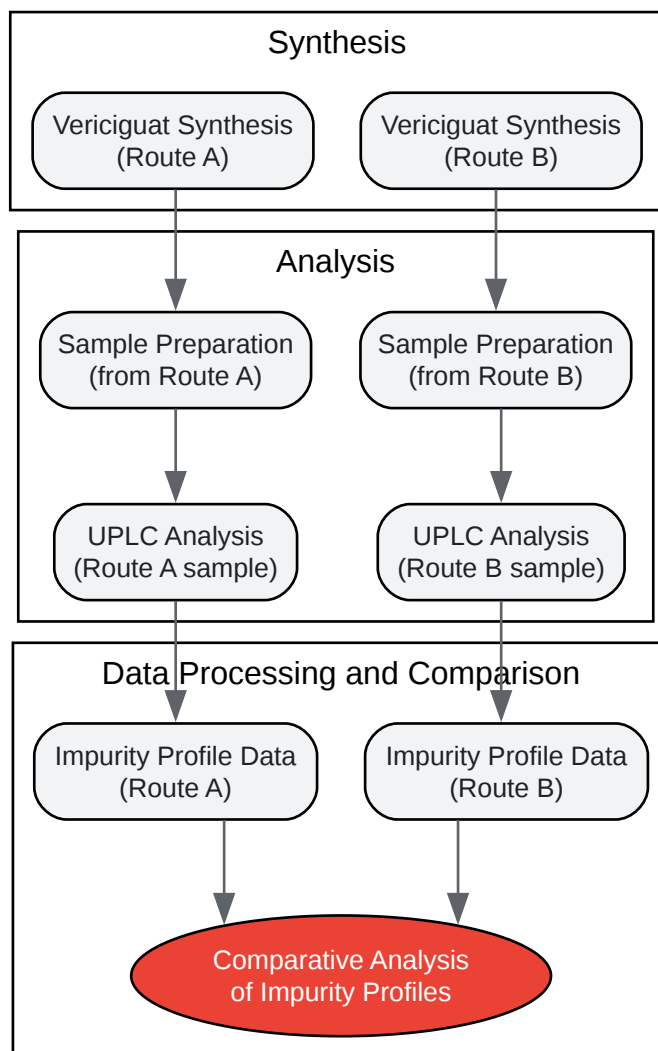 Synthesis
Vericiguat Synthesis
(Route A)
Vericiguat Synthesis
(Route B)
Analysis
Sample Preparation
(from Route A)
Sample Preparation
(from Route B)
UPLC Analysis
(Route A sample)
UPLC Analysis
(Route B sample)
Data Processing and Comparison
Impurity Profile Data
(Route A)
Impurity Profile Data
(Route B)
Comparative Analysis
of Impurity Profiles